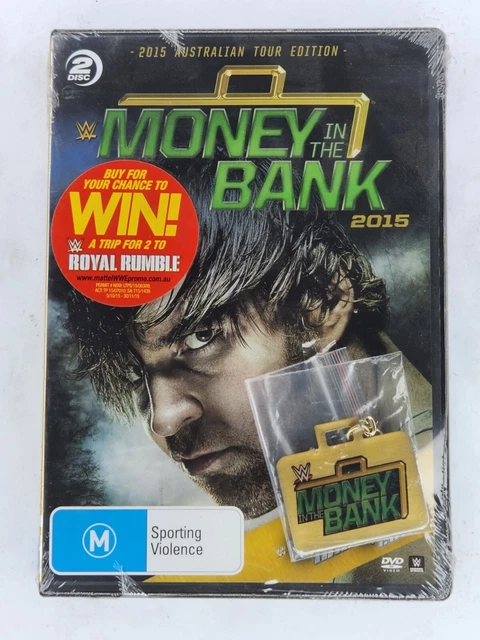 - 2015 AUSTRALIAN TOUR EDITION -
2
DISC
W
MONEY IN THE
BANK
2015
BUY FOR
YOUR CHANCE TO
WIN!
A TRIP FOR 2 TO
ROYAL RUMBLE
www.mattelWWEpromo.com.au
MONEY
IN THE BANK
M
Sporting
Violence
DVD
VIDEO